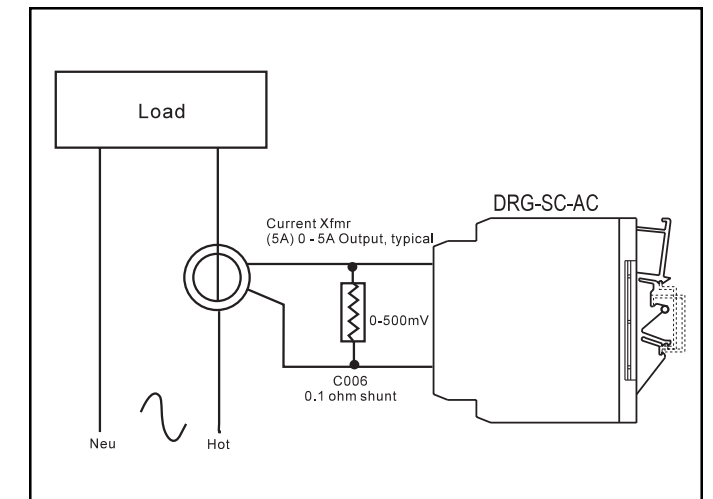 Load
DRG-SC-AC
Current Xfmr
(5A) 0 - 5A Output, typical
0-500mV
C006
0.1 ohm shunt
Neu
Hot